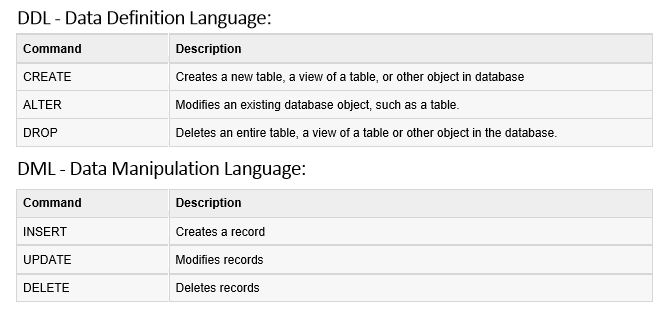 DDL - Data Definition Language:
Command Description
CREATE Creates a new table, a view of a table, or other object in database
ALTER Modifies an existing database object, such as a table.
DROP Deletes an entire table, a view of a table or other object in the database.
DML - Data Manipulation Language:
Command Description
INSERT Creates a record
UPDATE Modifies records
DELETE Deletes records